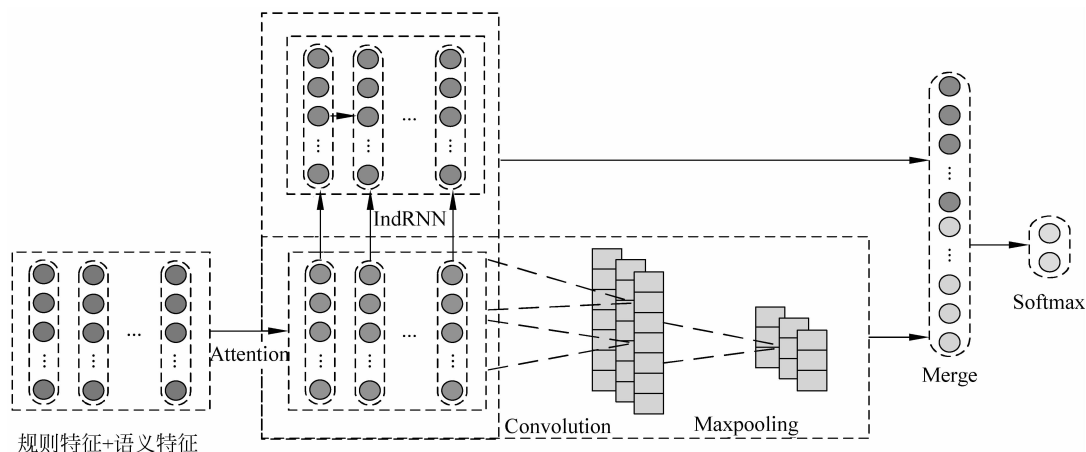 IndRNN
Attention
Softmax
Merge
Convolution
Maxpooling
规则特征+语义特征